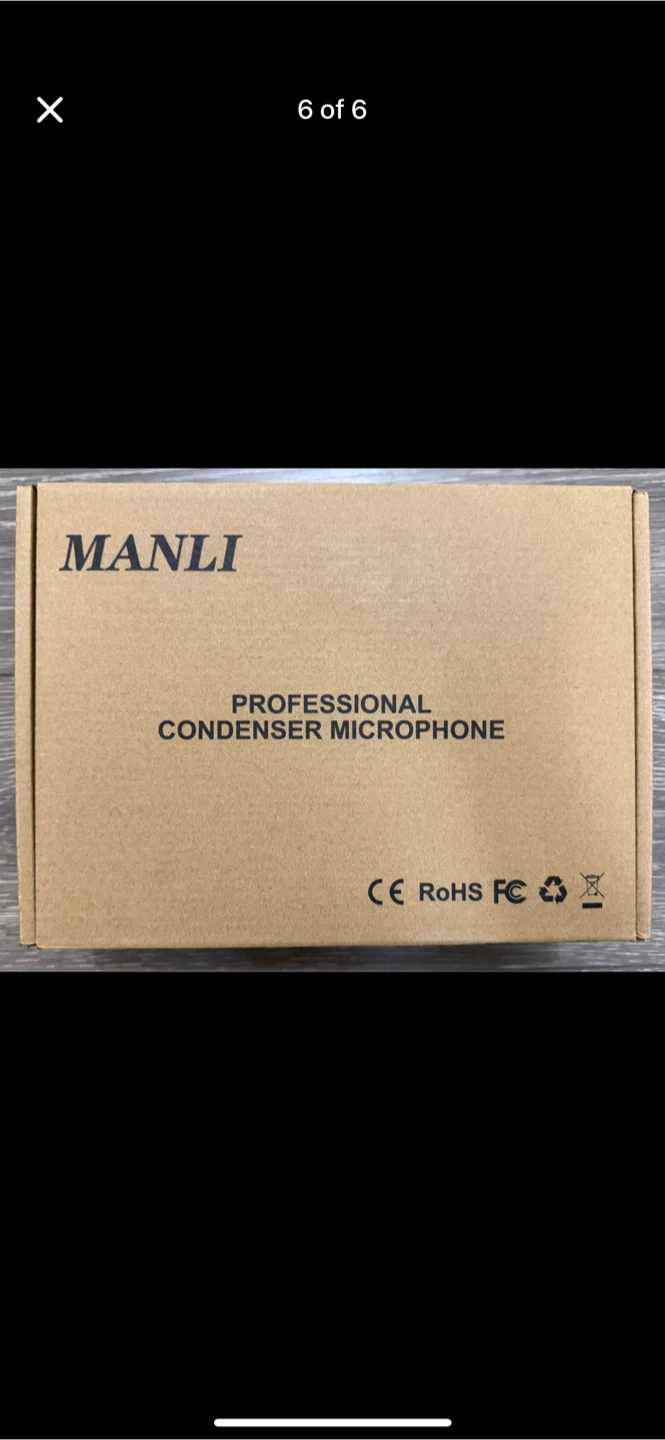 6 of 6
MANLI
PROFESSIONAL
CONDENSER MICROPHONE
CE RoHS FC